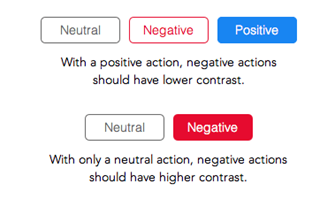 Neutral Negative Positive
With a positive action, negative actions
should have lower contrast.
Neutral Negative
With only a neutral action, negative actions
should have higher contrast.